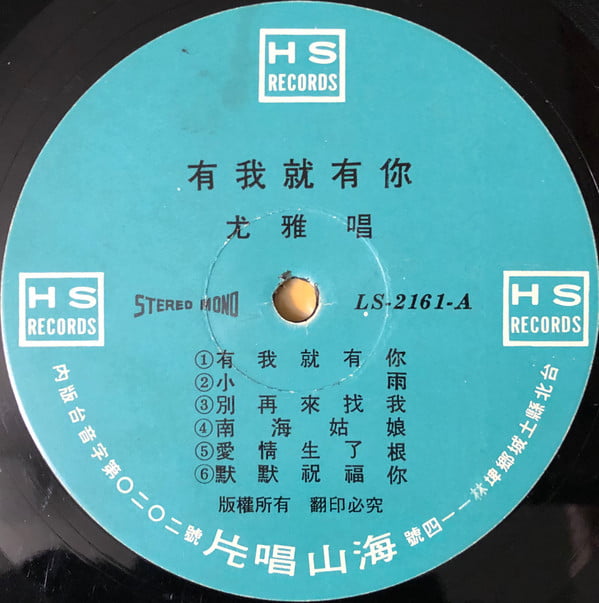 H S
RECORDS
有我就有你
尤雅唱
H S
RECORDS
STEREO MONO
LS-2161-A
H S
RECORDS
①有我就有你
②小雨
③別再來找我
④南海姑娘
⑤愛情生了根
⑥默默祝福你
版權所有 翻印必究
內版台音字第〇二〇二號
海山唱片
台北縣土城鄉埤林一一四號